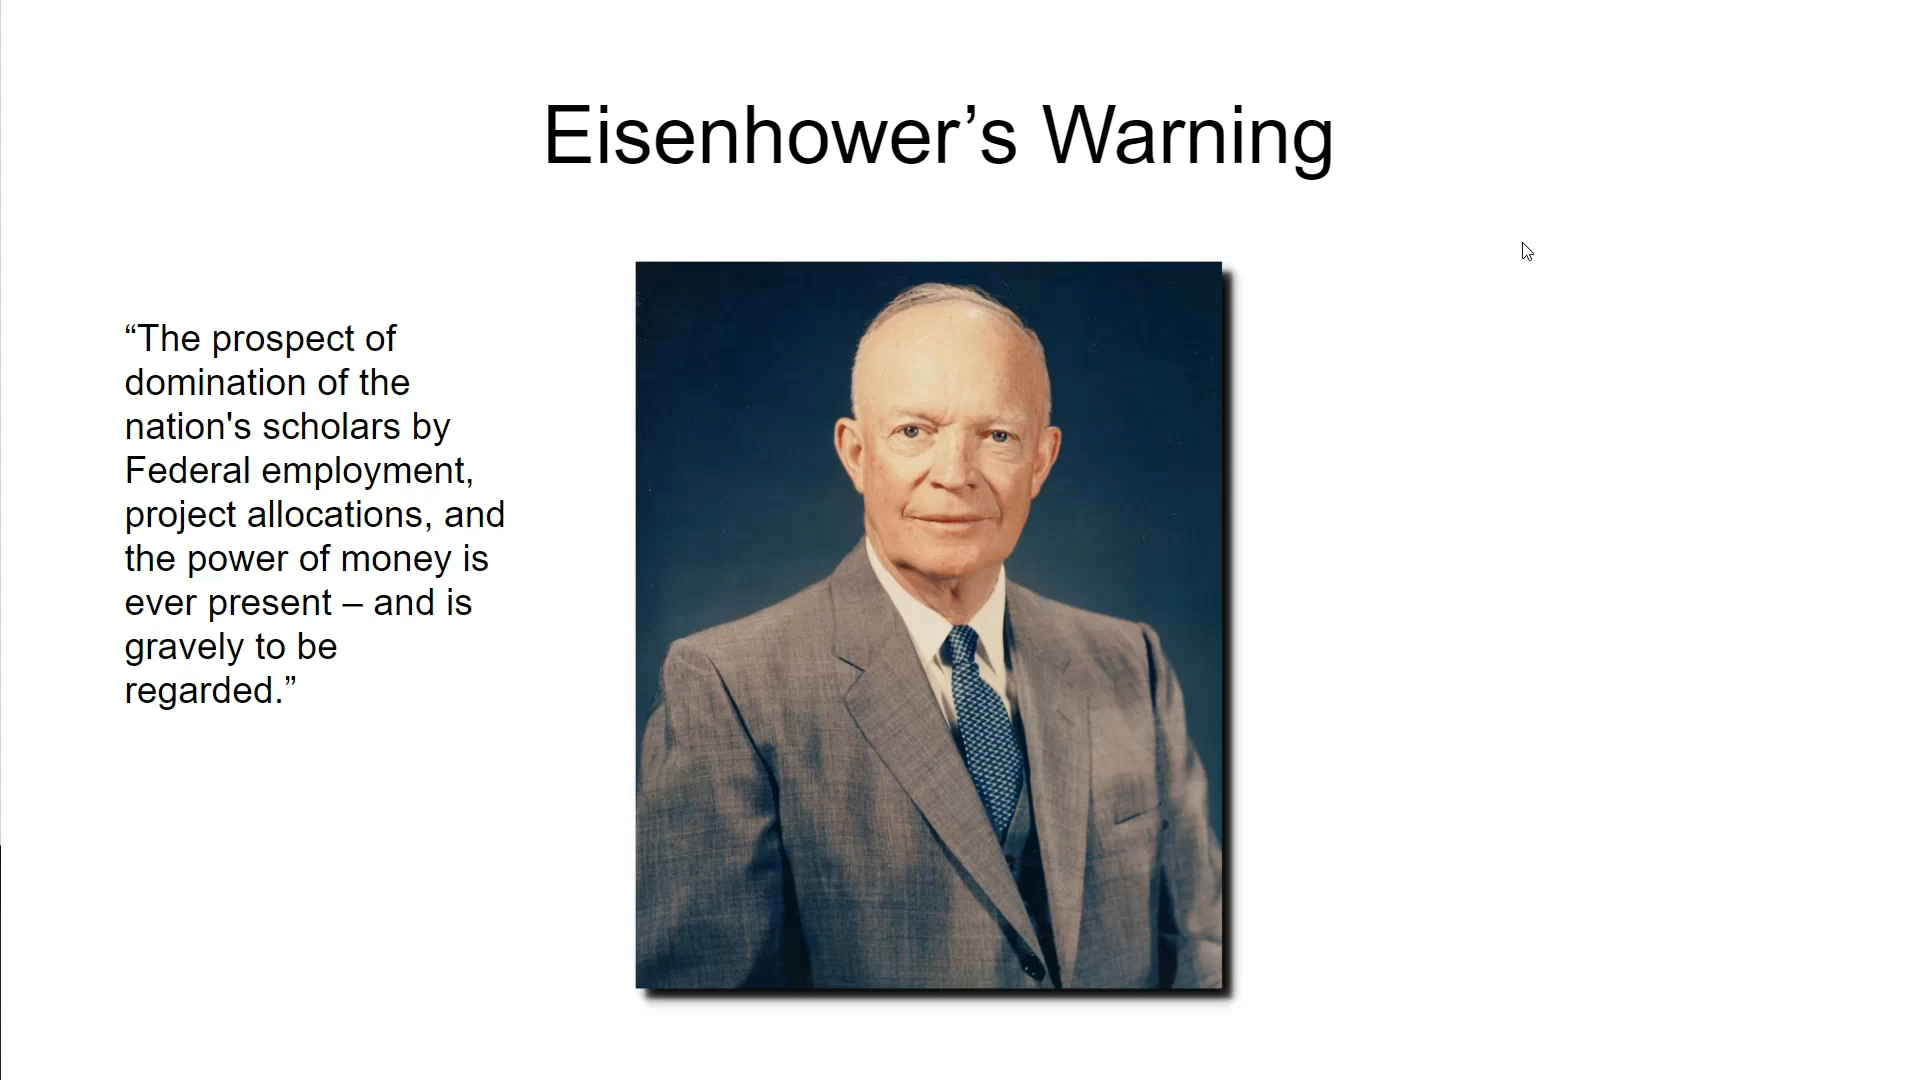 Eisenhower’s Warning
“The prospect of
domination of the
nation's scholars by
Federal employment,
project allocations, and
the power of money is
ever present – and is
gravely to be
regarded.”